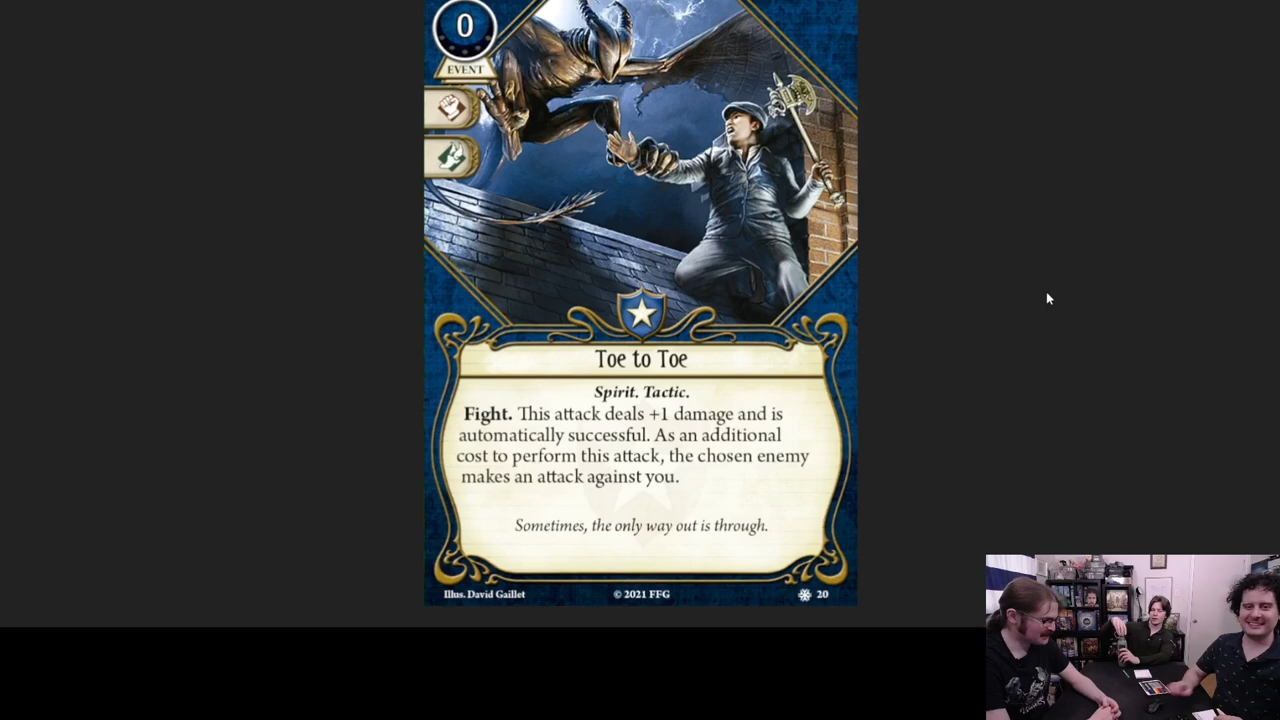 0
EVENT
Toe to Toe
Spirit. Tactic.
Fight. This attack deals +1 damage and is
automatically successful. As an additional
cost to perform this attack, the chosen enemy
makes an attack against you.
Sometimes, the only way out is through.
Illus. David Gaillet © 2021 FFG 20